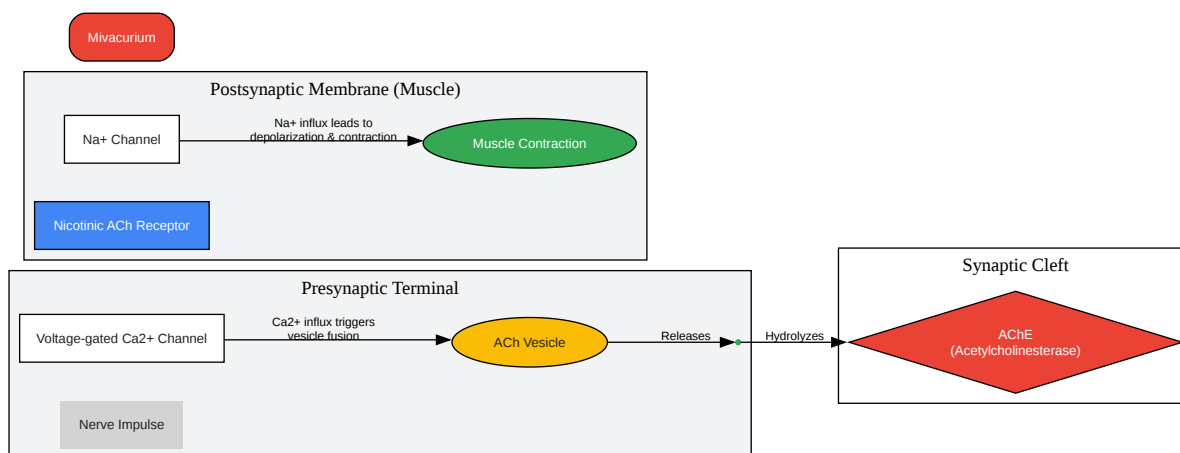 Mivacurium
Postsynaptic Membrane (Muscle)
Na+ Channel
Na+ influx leads to
depolarization & contraction
Muscle Contraction
Nicotinic ACh Receptor
Presynaptic Terminal
Voltage-gated Ca2+ Channel
Ca2+ influx triggers
vesicle fusion
ACh Vesicle
Releases
Hydrolyzes
Synaptic Cleft
AChE
(Acetylcholinesterase)
Nerve Impulse